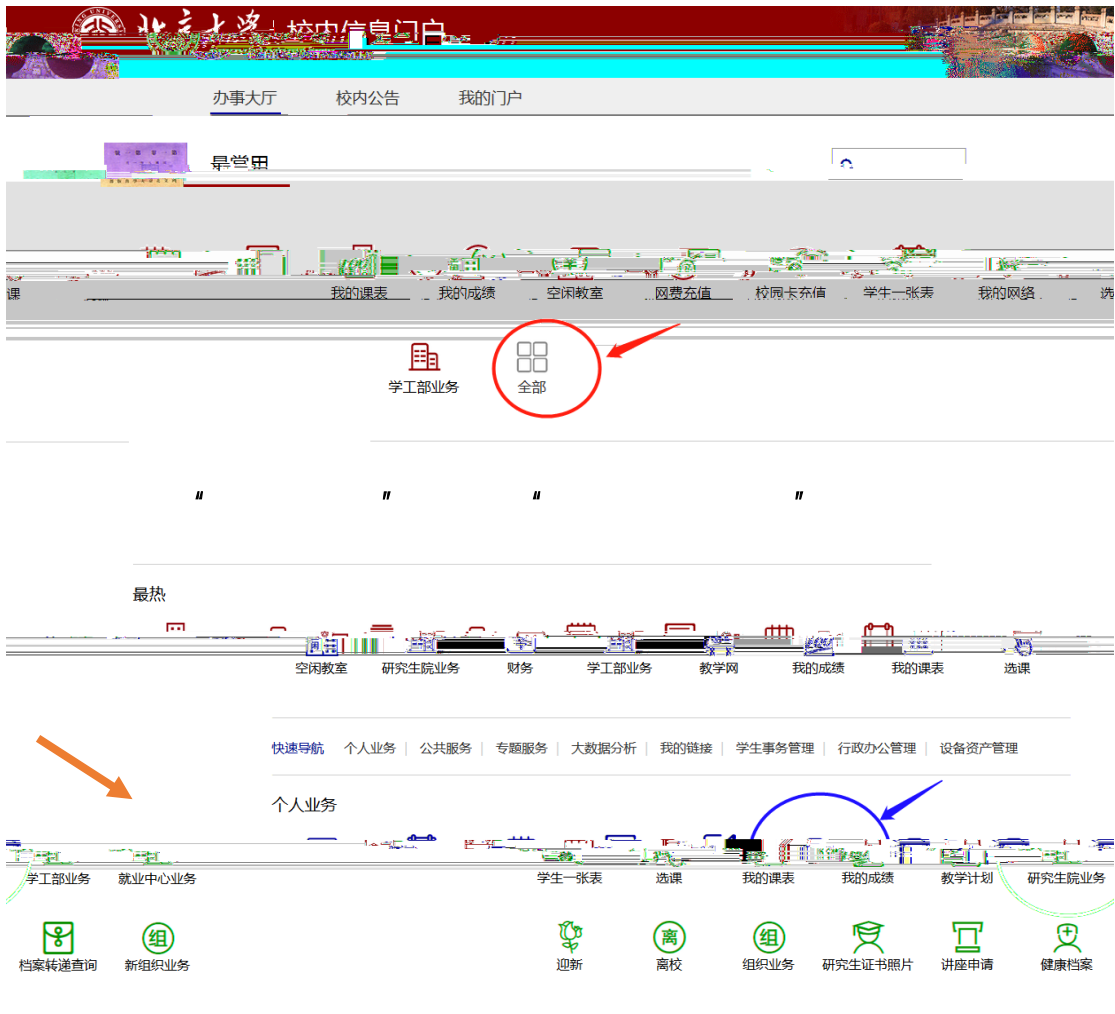 北京大学 校内信息门户
办事大厅 校内公告 我的门户
最常用
课 我的课表 我的成绩 空闲教室 网费充值 校园卡充值 学生一张表 我的网络 选
学工部业务 全部
“ ” “ ”
最热
空闲教室 研究生院业务 财务 学工部业务 教学网 我的成绩 我的课表 选课
快速导航 个人业务 | 公共服务 | 专题服务 | 大数据分析 | 我的链接 | 学生事务管理 | 行政办公管理 | 设备资产管理
个人业务
学工部业务 就业中心业务 学生一张表 选课 我的课表 我的成绩 教学计划 研究生院业务
组 离 组
档案转递查询 新组织业务 迎新 离校 组织业务 研究生证书照片 讲座申请 健康档案